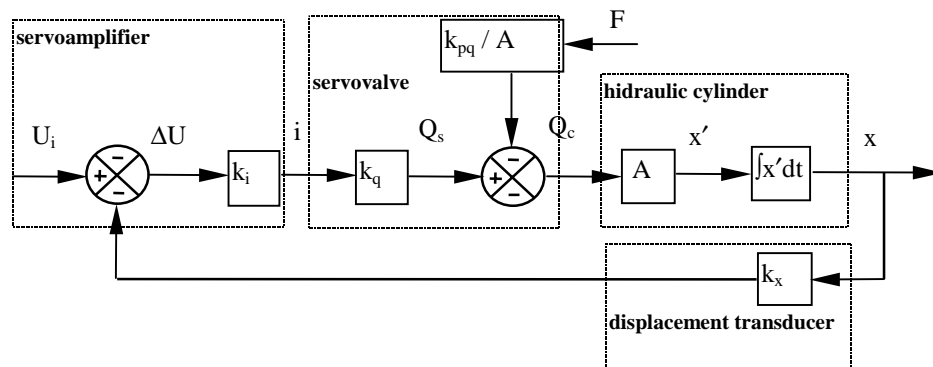 servoamplifier
F
k_pq / A
servovalve
hidraulic cylinder
U_i
ΔU
i
Q_s
Q_c
x′
x
−
+
−
k_i
k_q
−
+
−
A
∫x′dt
k_x
displacement transducer